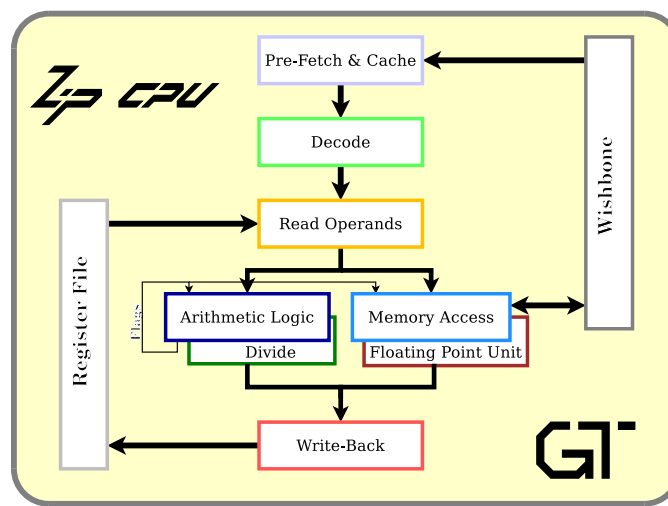 Pre-Fetch & Cache
Zip CPU
Decode
Wishbone
Read Operands
Register File
Flags
Arithmetic Logic
Memory Access
Divide
Floating Point Unit
Write-Back
GT